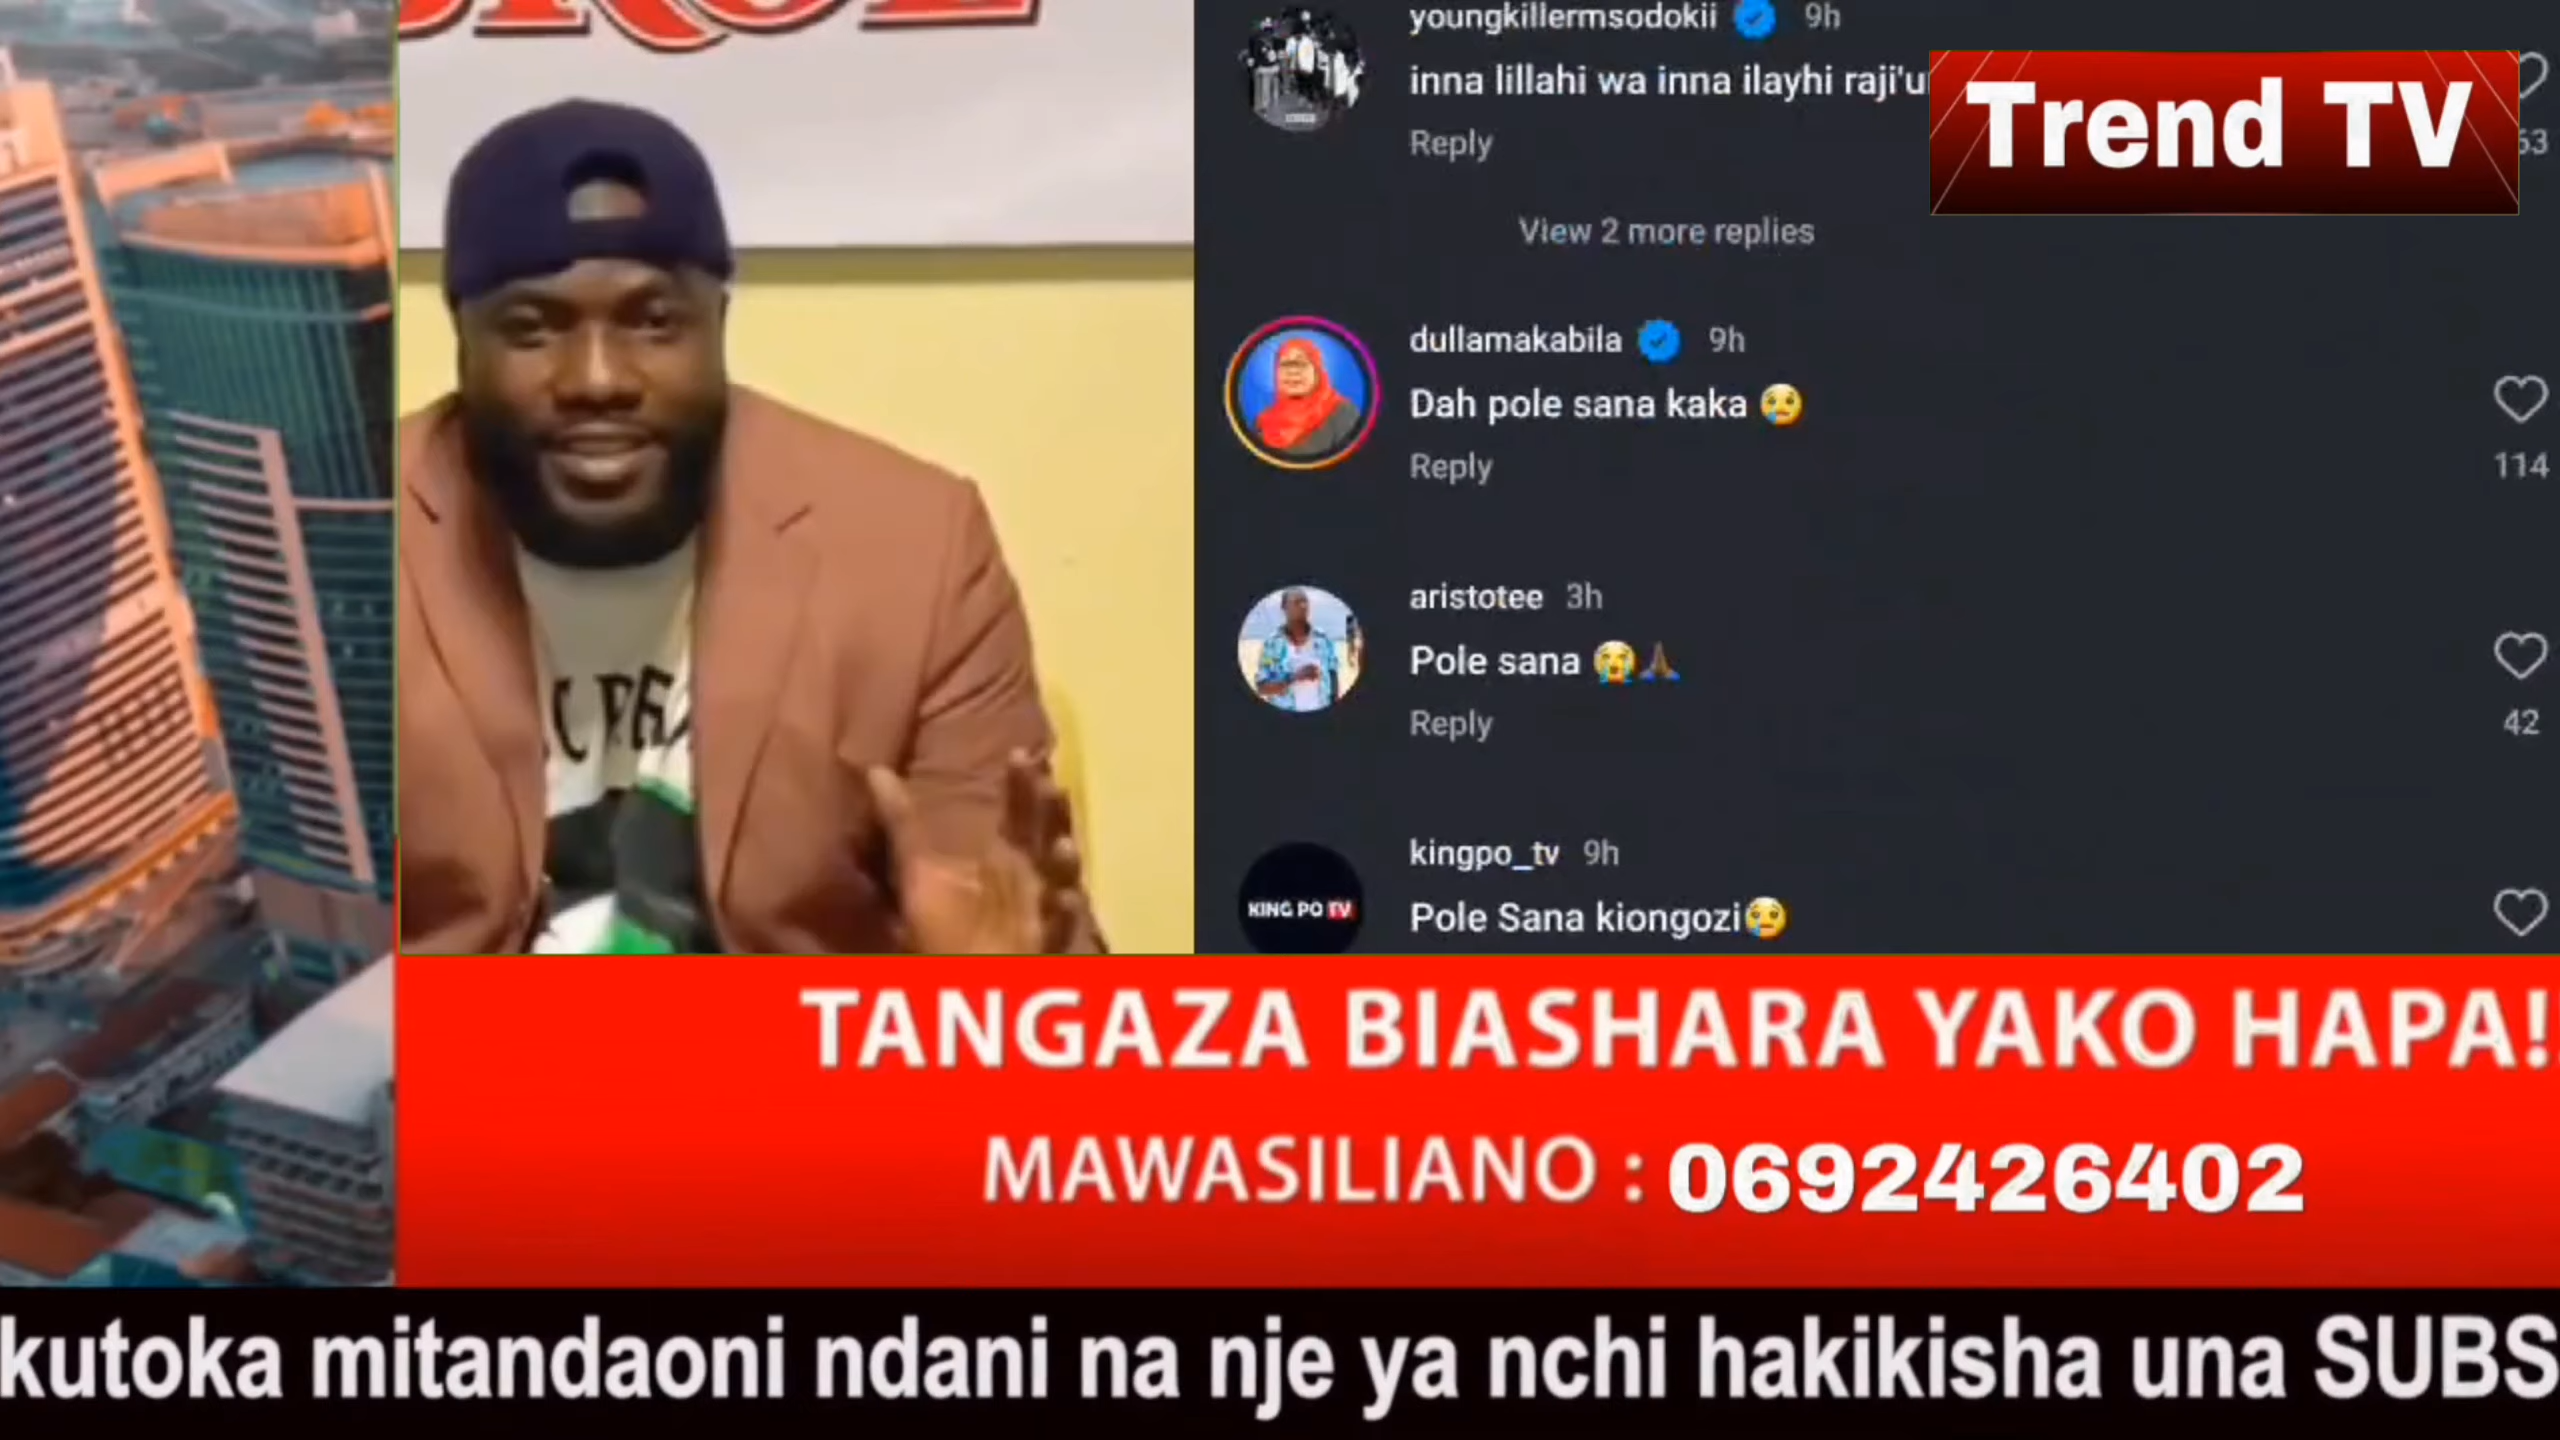 youngkillermsodokii 9h
inna lillahi wa inna ilayhi
Reply
63
Trend TV
View 2 more replies
dullamakabila 9h
Dah pole sana kaka 😢
Reply
114
aristotee 3h
Pole sana 😭🙏🏾
Reply
42
kingpo_tv 9h
KING PO TV
Pole Sana kiongozi😢
TANGAZA BIASHARA YAKO HAPA!
MAWASILIANO : 0692426402
kutoka mitandaoni ndani na nje ya nchi hakikisha una SUBS